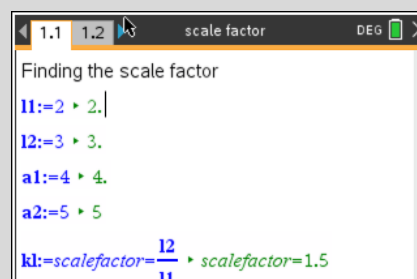 1.1 1.2 scale factor DEG
Finding the scale factor
l1:=2 ▸ 2.
l2:=3 ▸ 3.
a1:=4 ▸ 4.
a2:=5 ▸ 5
kl:=scalefactor=l2/l1 ▸ scalefactor=1.5